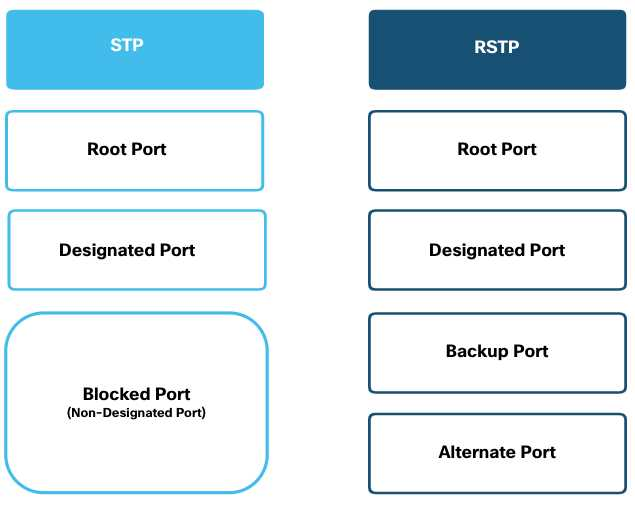 STP
Root Port
Designated Port
Blocked Port
(Non-Designated Port)
RSTP
Root Port
Designated Port
Backup Port
Alternate Port